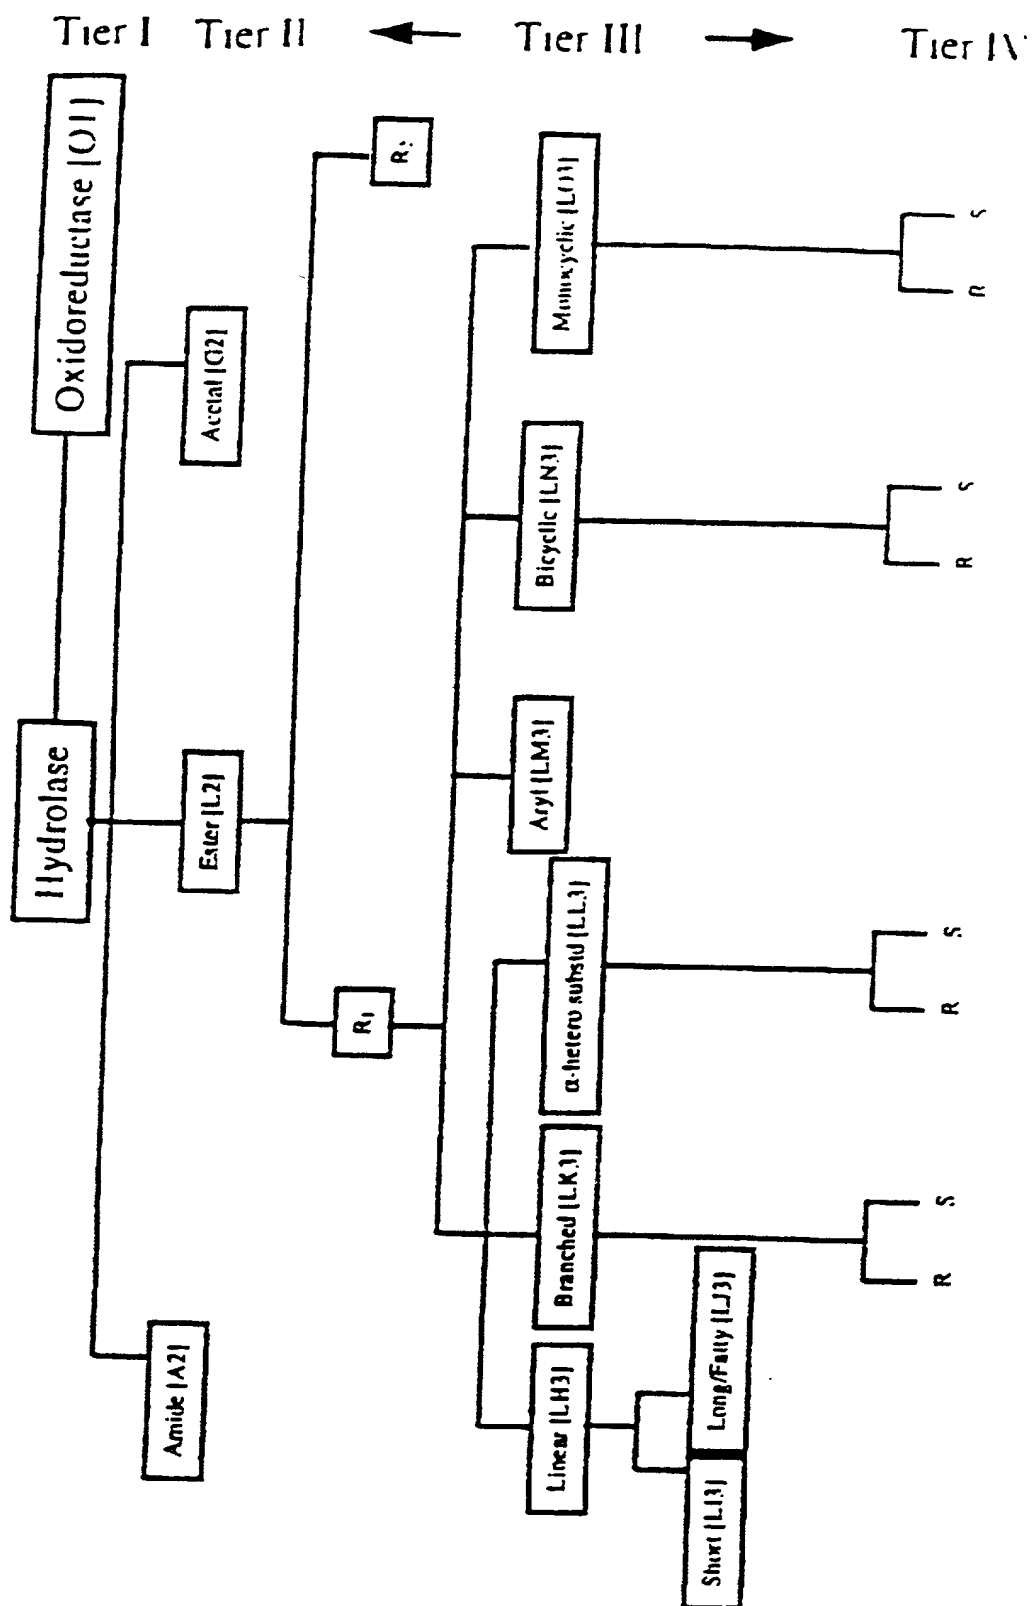 Tier I
Tier II
Tier III
Tier IV
Hydrolase
Oxidoreductase [O1]
Amide [A2]
Ester [L2]
Acetal [G2]
R₁
R₂
Linear [LH3]
Branched [LK3]
α-hetero substd [LL3]
Aryl [LM3]
Bicyclic [LN3]
Monocyclic [LO3]
Short [LI3]
Long/Fatty [LJ3]
R
S
R
S
R
S
R
S